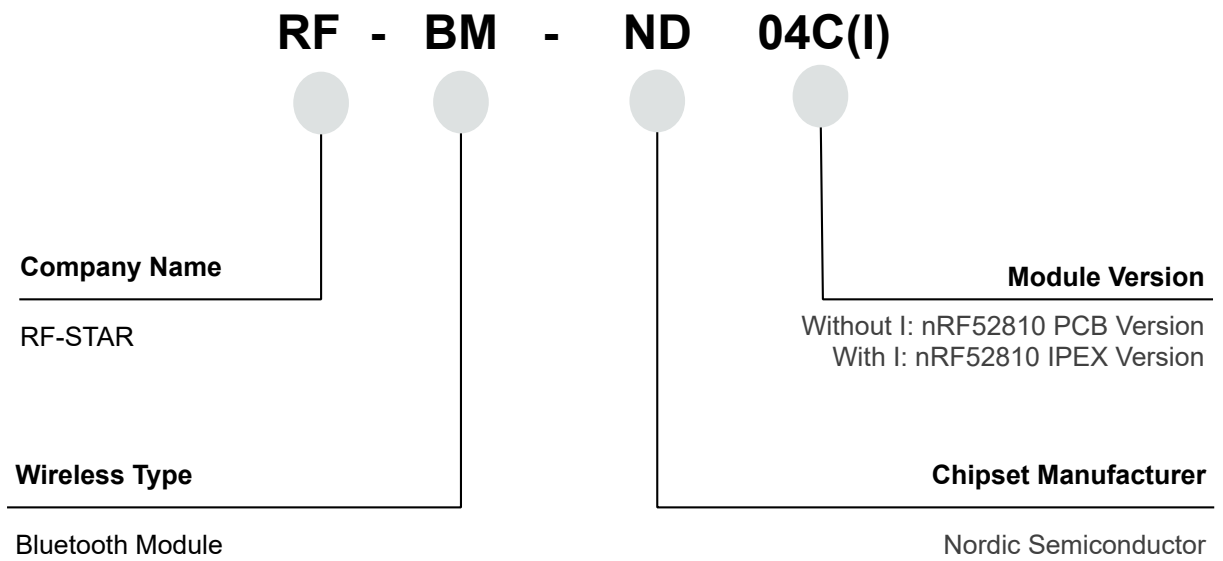 RF - BM - ND 04C(I)
Company Name
RF-STAR
Module Version
Without I: nRF52810 PCB Version
With I: nRF52810 IPEX Version
Wireless Type
Bluetooth Module
Chipset Manufacturer
Nordic Semiconductor